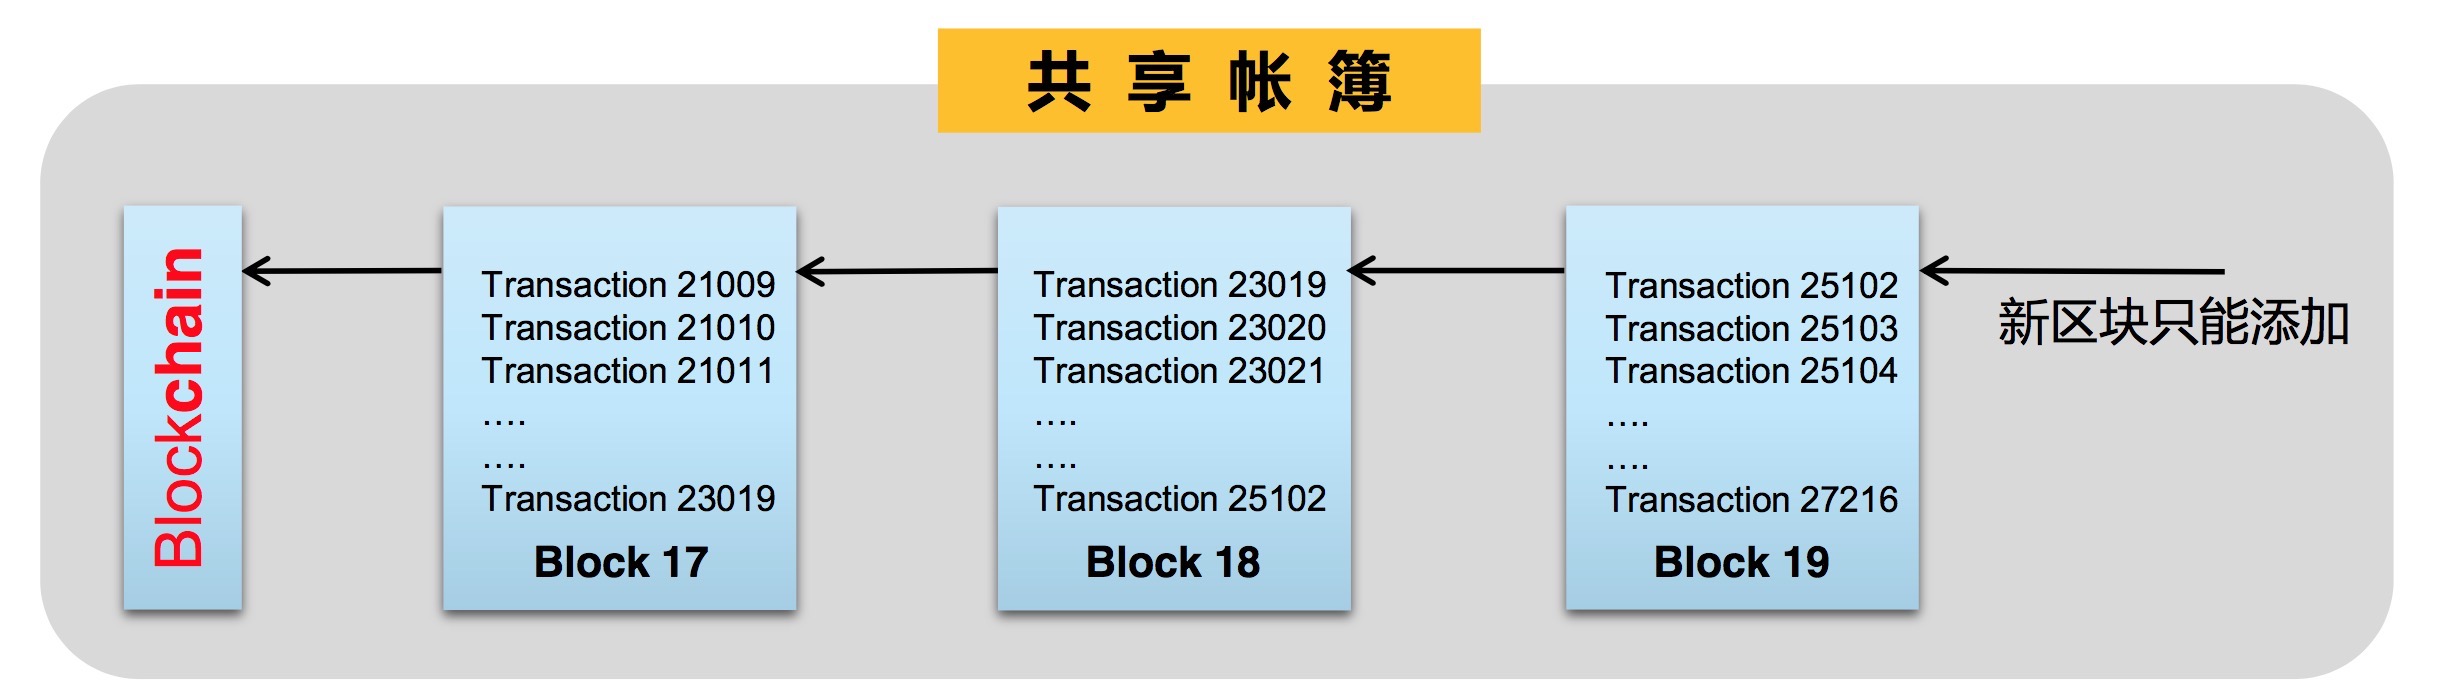 共享帐簿
Blockchain
Transaction 21009
Transaction 21010
Transaction 21011
....
....
Transaction 23019
Block 17
Transaction 23019
Transaction 23020
Transaction 23021
....
....
Transaction 25102
Block 18
Transaction 25102
Transaction 25103
Transaction 25104
....
....
Transaction 27216
Block 19
新区块只能添加